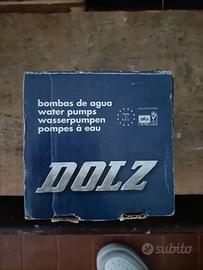 bombas de agua
water pumps
wasserpumpen
pompes à eau
DOLZ
subito